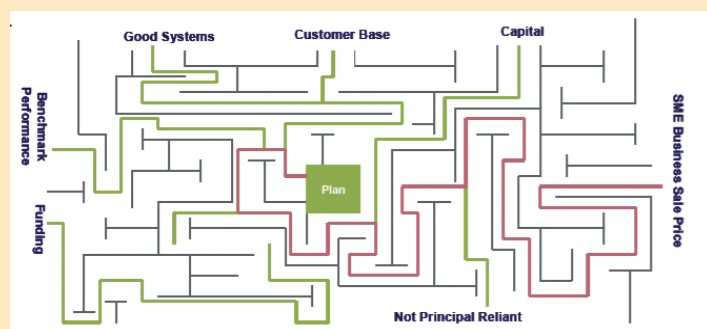 Good Systems
Customer Base
Capital
Benchmark
Performance
SME Business Sale Price
Plan
Funding
Not Principal Reliant